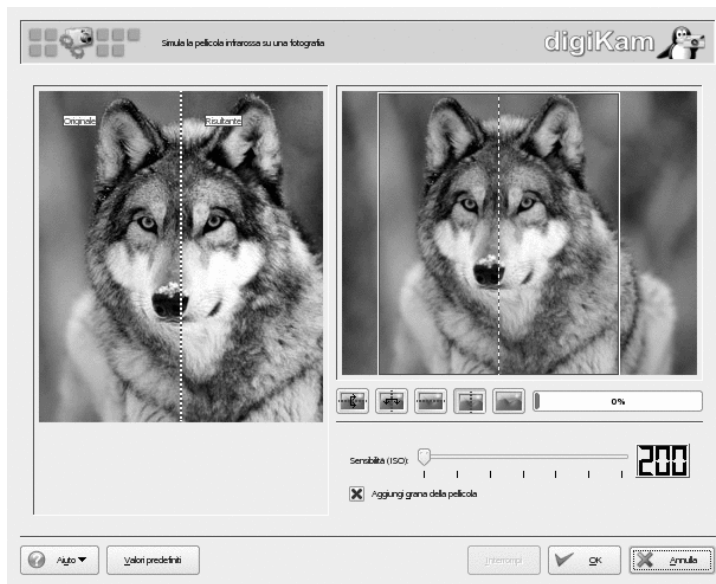 Simula la pellicola infrarossa su una fotografia
digiKam
Originale
Risultante
0%
Sensibilità (ISO):
200
Aggiungi grana della pellicola
Aiuto
Valori predefiniti
Interrompi
OK
Annulla